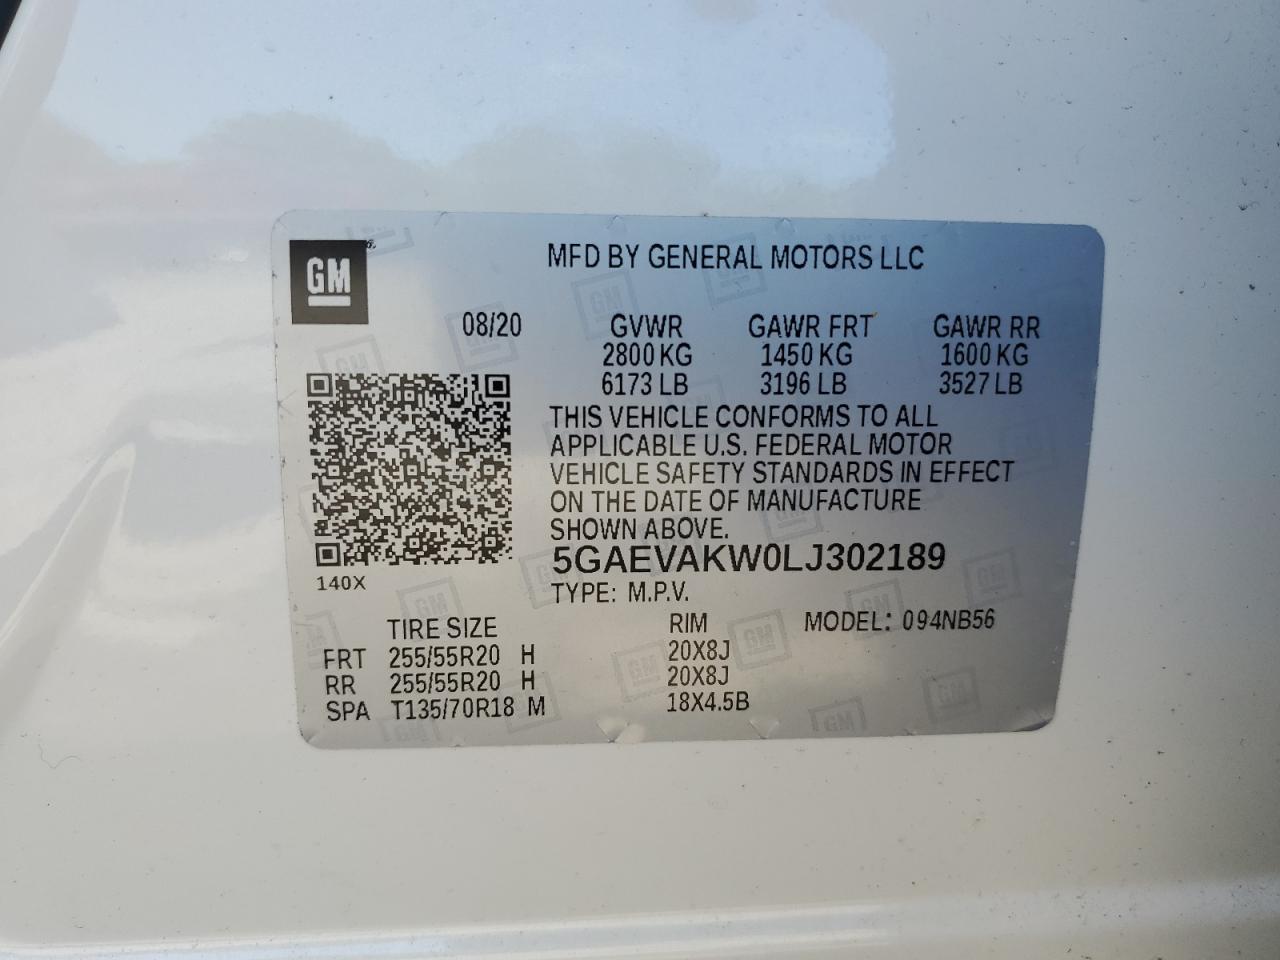 GM
MFD BY GENERAL MOTORS LLC
08/20 GVWR GAWR FRT GAWR RR
2800 KG 1450 KG 1600 KG
6173 LB 3196 LB 3527 LB
THIS VEHICLE CONFORMS TO ALL
APPLICABLE U.S. FEDERAL MOTOR
VEHICLE SAFETY STANDARDS IN EFFECT
ON THE DATE OF MANUFACTURE
SHOWN ABOVE.
5GAEVAKW0LJ302189
140X
TYPE: M.P.V.
TIRE SIZE RIM MODEL: 094NB56
FRT 255/55R20 H 20X8J
RR 255/55R20 H 20X8J
SPA T135/70R18 M 18X4.5B